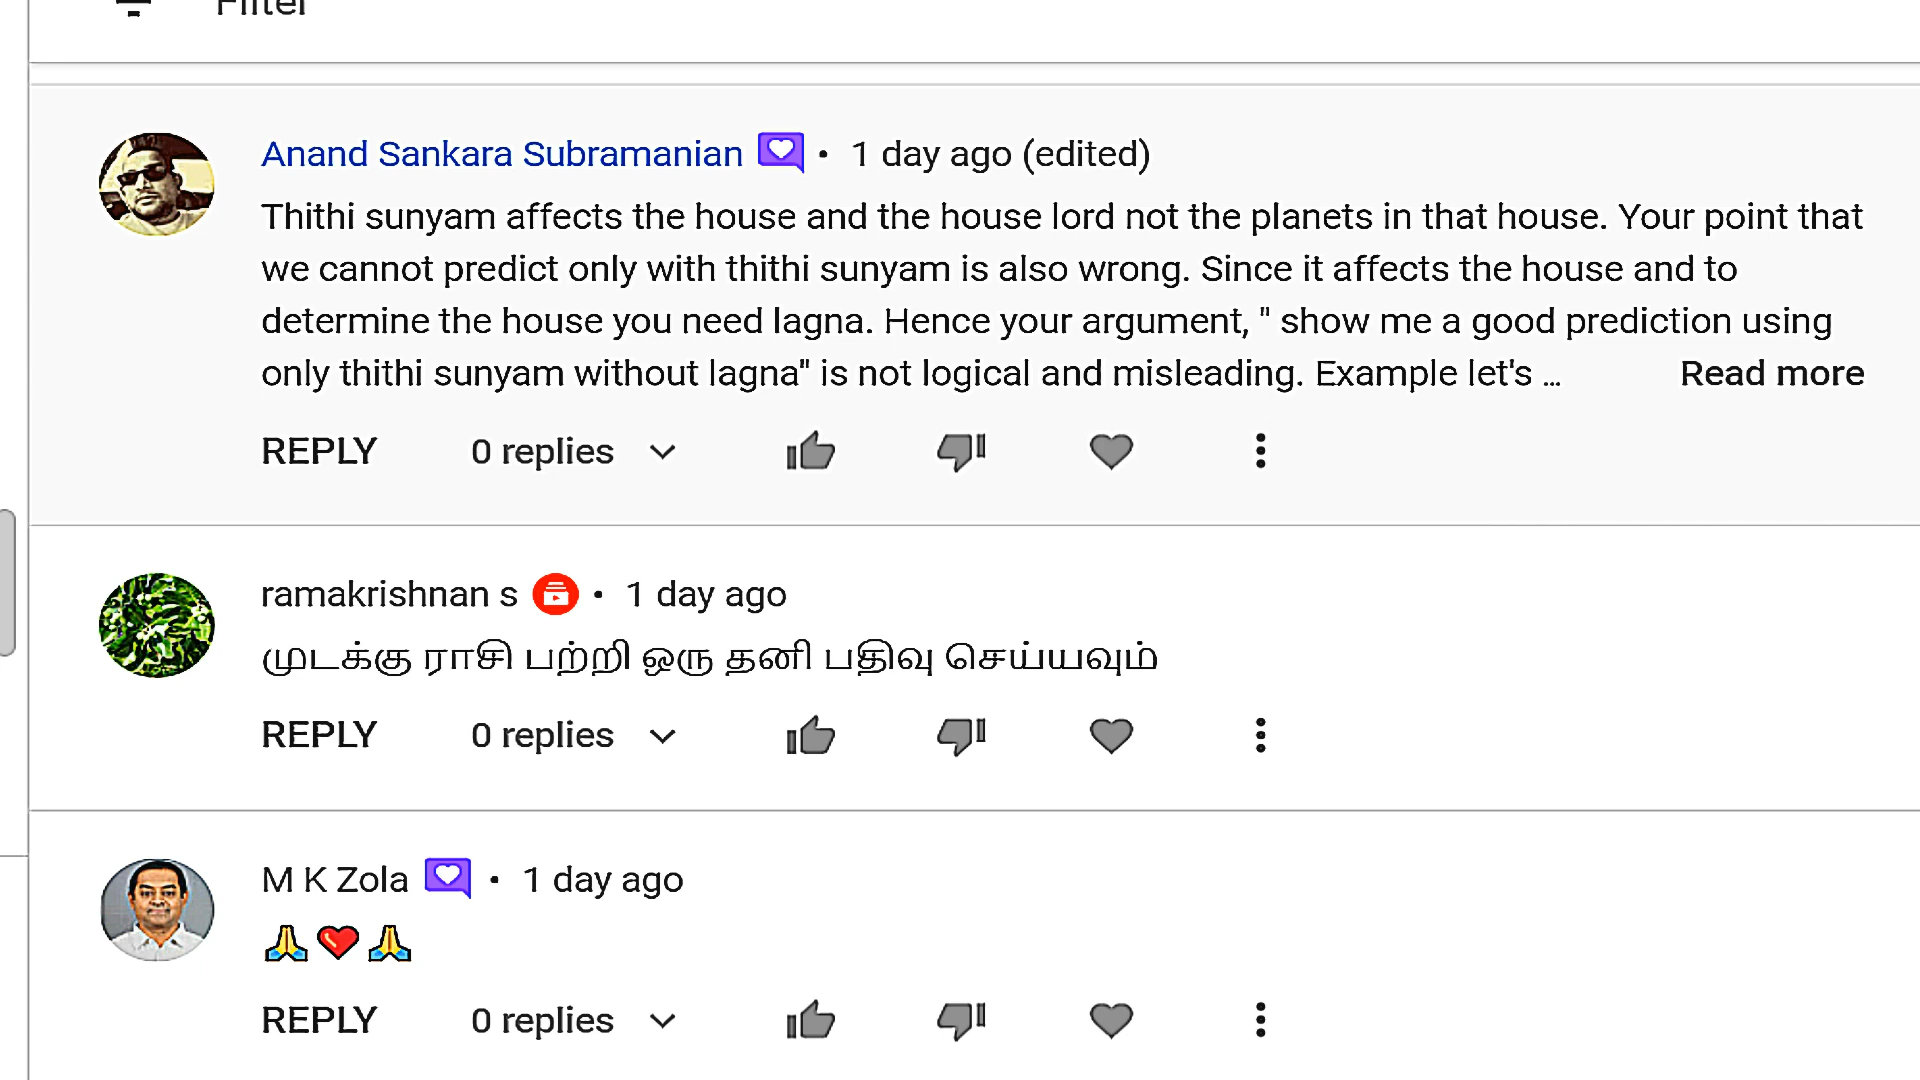 Filter
Anand Sankara Subramanian • 1 day ago (edited)
Thithi sunyam affects the house and the house lord not the planets in that house. Your point that
we cannot predict only with thithi sunyam is also wrong. Since it affects the house and to
determine the house you need lagna. Hence your argument, " show me a good prediction using
only thithi sunyam without lagna" is not logical and misleading. Example let's ... Read more
REPLY 0 replies
ramakrishnan s • 1 day ago
முடக்கு ராசி பற்றி ஒரு தனி பதிவு செய்யவும்
REPLY 0 replies
M K Zola • 1 day ago
🙏❤️🙏
REPLY 0 replies